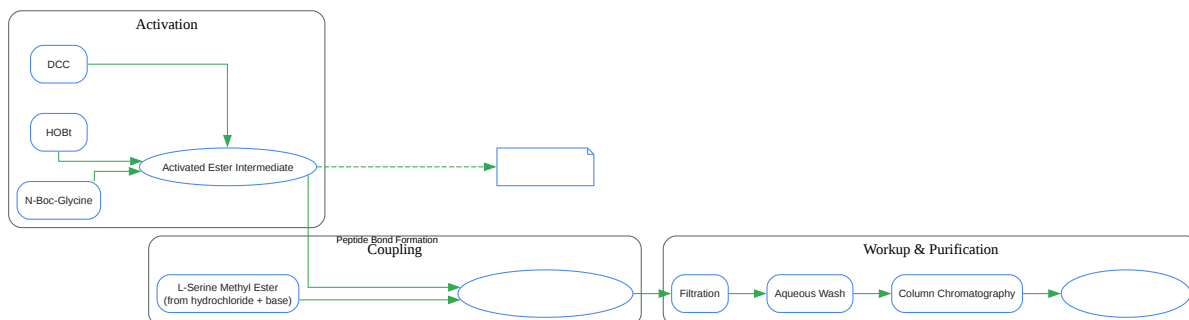 Activation
DCC
HOBt
Activated Ester Intermediate
N-Boc-Glycine
Peptide Bond Formation
Coupling
L-Serine Methyl Ester
(from hydrochloride + base)
Workup & Purification
Filtration
Aqueous Wash
Column Chromatography